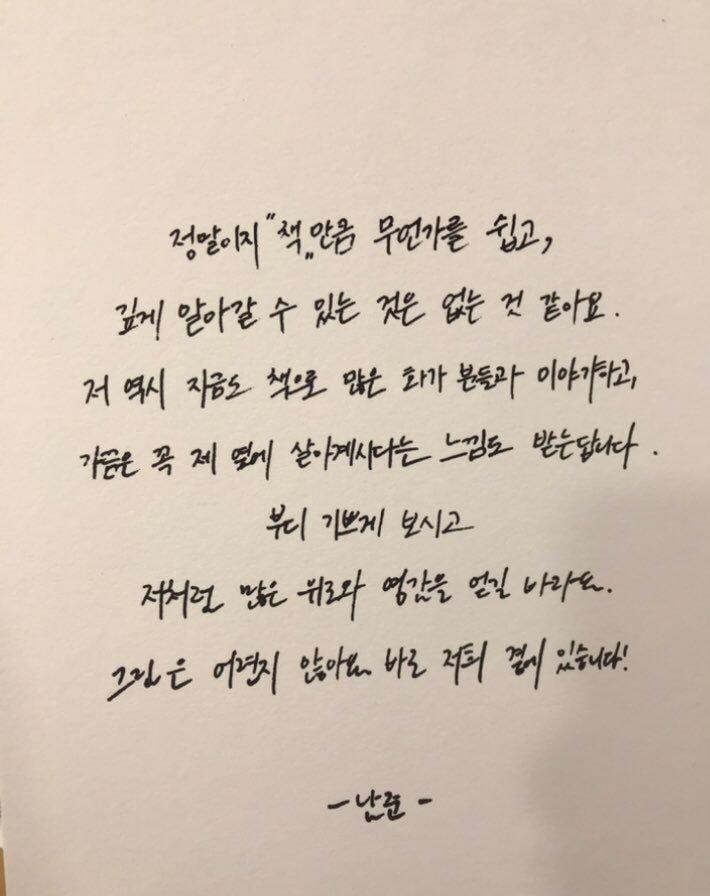 정말이지 "책"만큼 무언가를 쉽고,
깊게 알아갈 수 있는 것은 없는 것 같아요.
저 역시 지금도 책으로 많은 화가 분들과 이야기하고,
가끔은 꼭 제 옆에 살아계시다는 느낌도 받는답니다.
부디 기쁘게 보시고
저처럼 많은 위로와 영감을 얻길 바라요.
그림은 어렵지 않아요. 바로 저희 곁에 있습니다!
- 남준 -